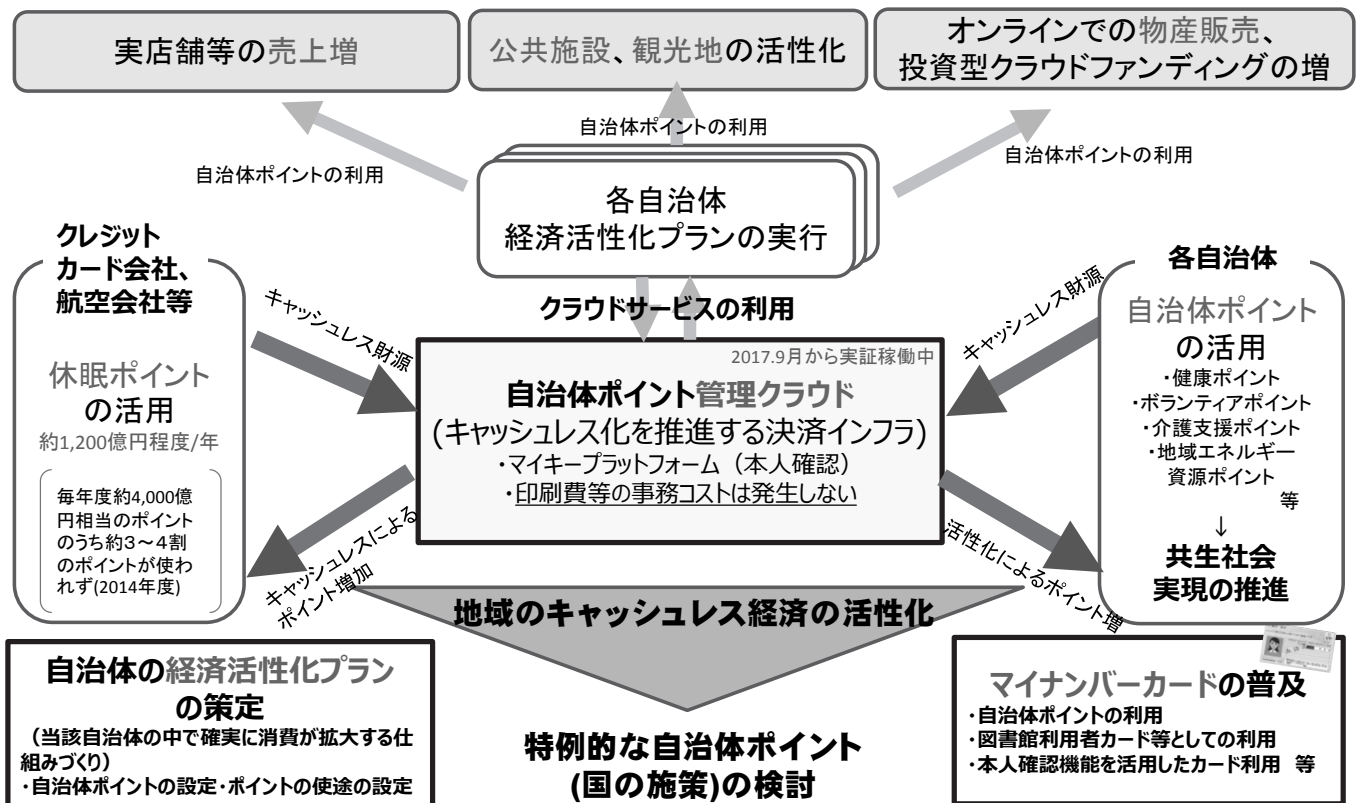 実店舗等の売上増
公共施設、観光地の活性化
オンラインでの物産販売、
投資型クラウドファンディングの増
自治体ポイントの利用
自治体ポイントの利用
自治体ポイントの利用
各自治体
経済活性化プランの実行
クレジット
カード会社、
航空会社等
休眠ポイント
の活用
約1,200億円程度/年
毎年度約4,000億
円相当のポイント
のうち約3～4割
のポイントが使わ
れず(2014年度)
キャッシュレス財源
クラウドサービスの利用
キャッシュレス財源
各自治体
自治体ポイント
の活用
・健康ポイント
・ボランティアポイント
・介護支援ポイント
・地域エネルギー
資源ポイント
等
↓
共生社会
実現の推進
2017.9月から実証稼働中
自治体ポイント管理クラウド
(キャッシュレス化を推進する決済インフラ)
・マイキープラットフォーム（本人確認）
・印刷費等の事務コストは発生しない
キャッシュレスによる
ポイント増加
活性化によるポイント増
地域のキャッシュレス経済の活性化
自治体の経済活性化プラン
の策定
（当該自治体の中で確実に消費が拡大する仕
組みづくり）
・自治体ポイントの設定・ポイントの使途の設定
特例的な自治体ポイント
(国の施策)の検討
マイナンバーカードの普及
・自治体ポイントの利用
・図書館利用者カード等としての利用
・本人確認機能を活用したカード利用　等